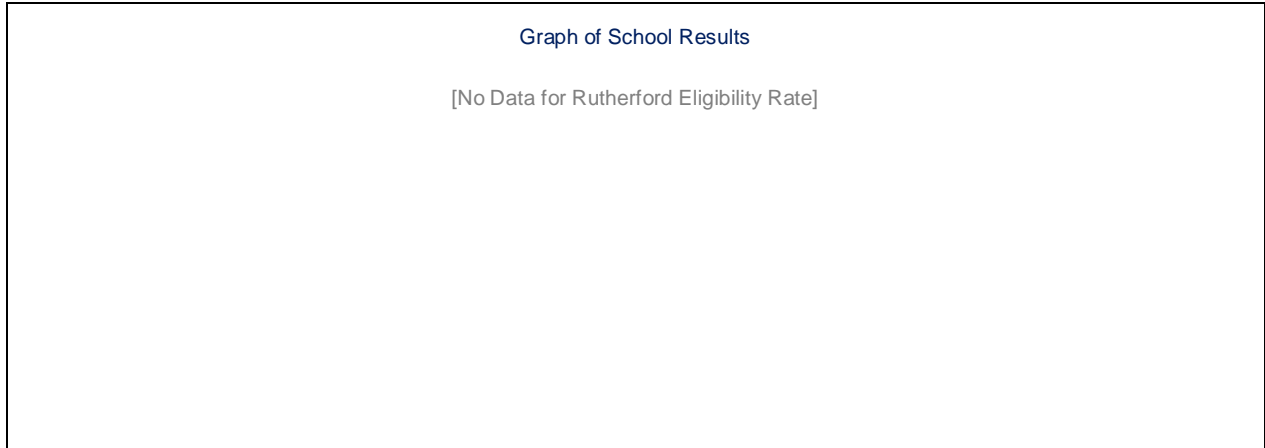 Graph of School Results
[No Data for Rutherford Eligibility Rate]